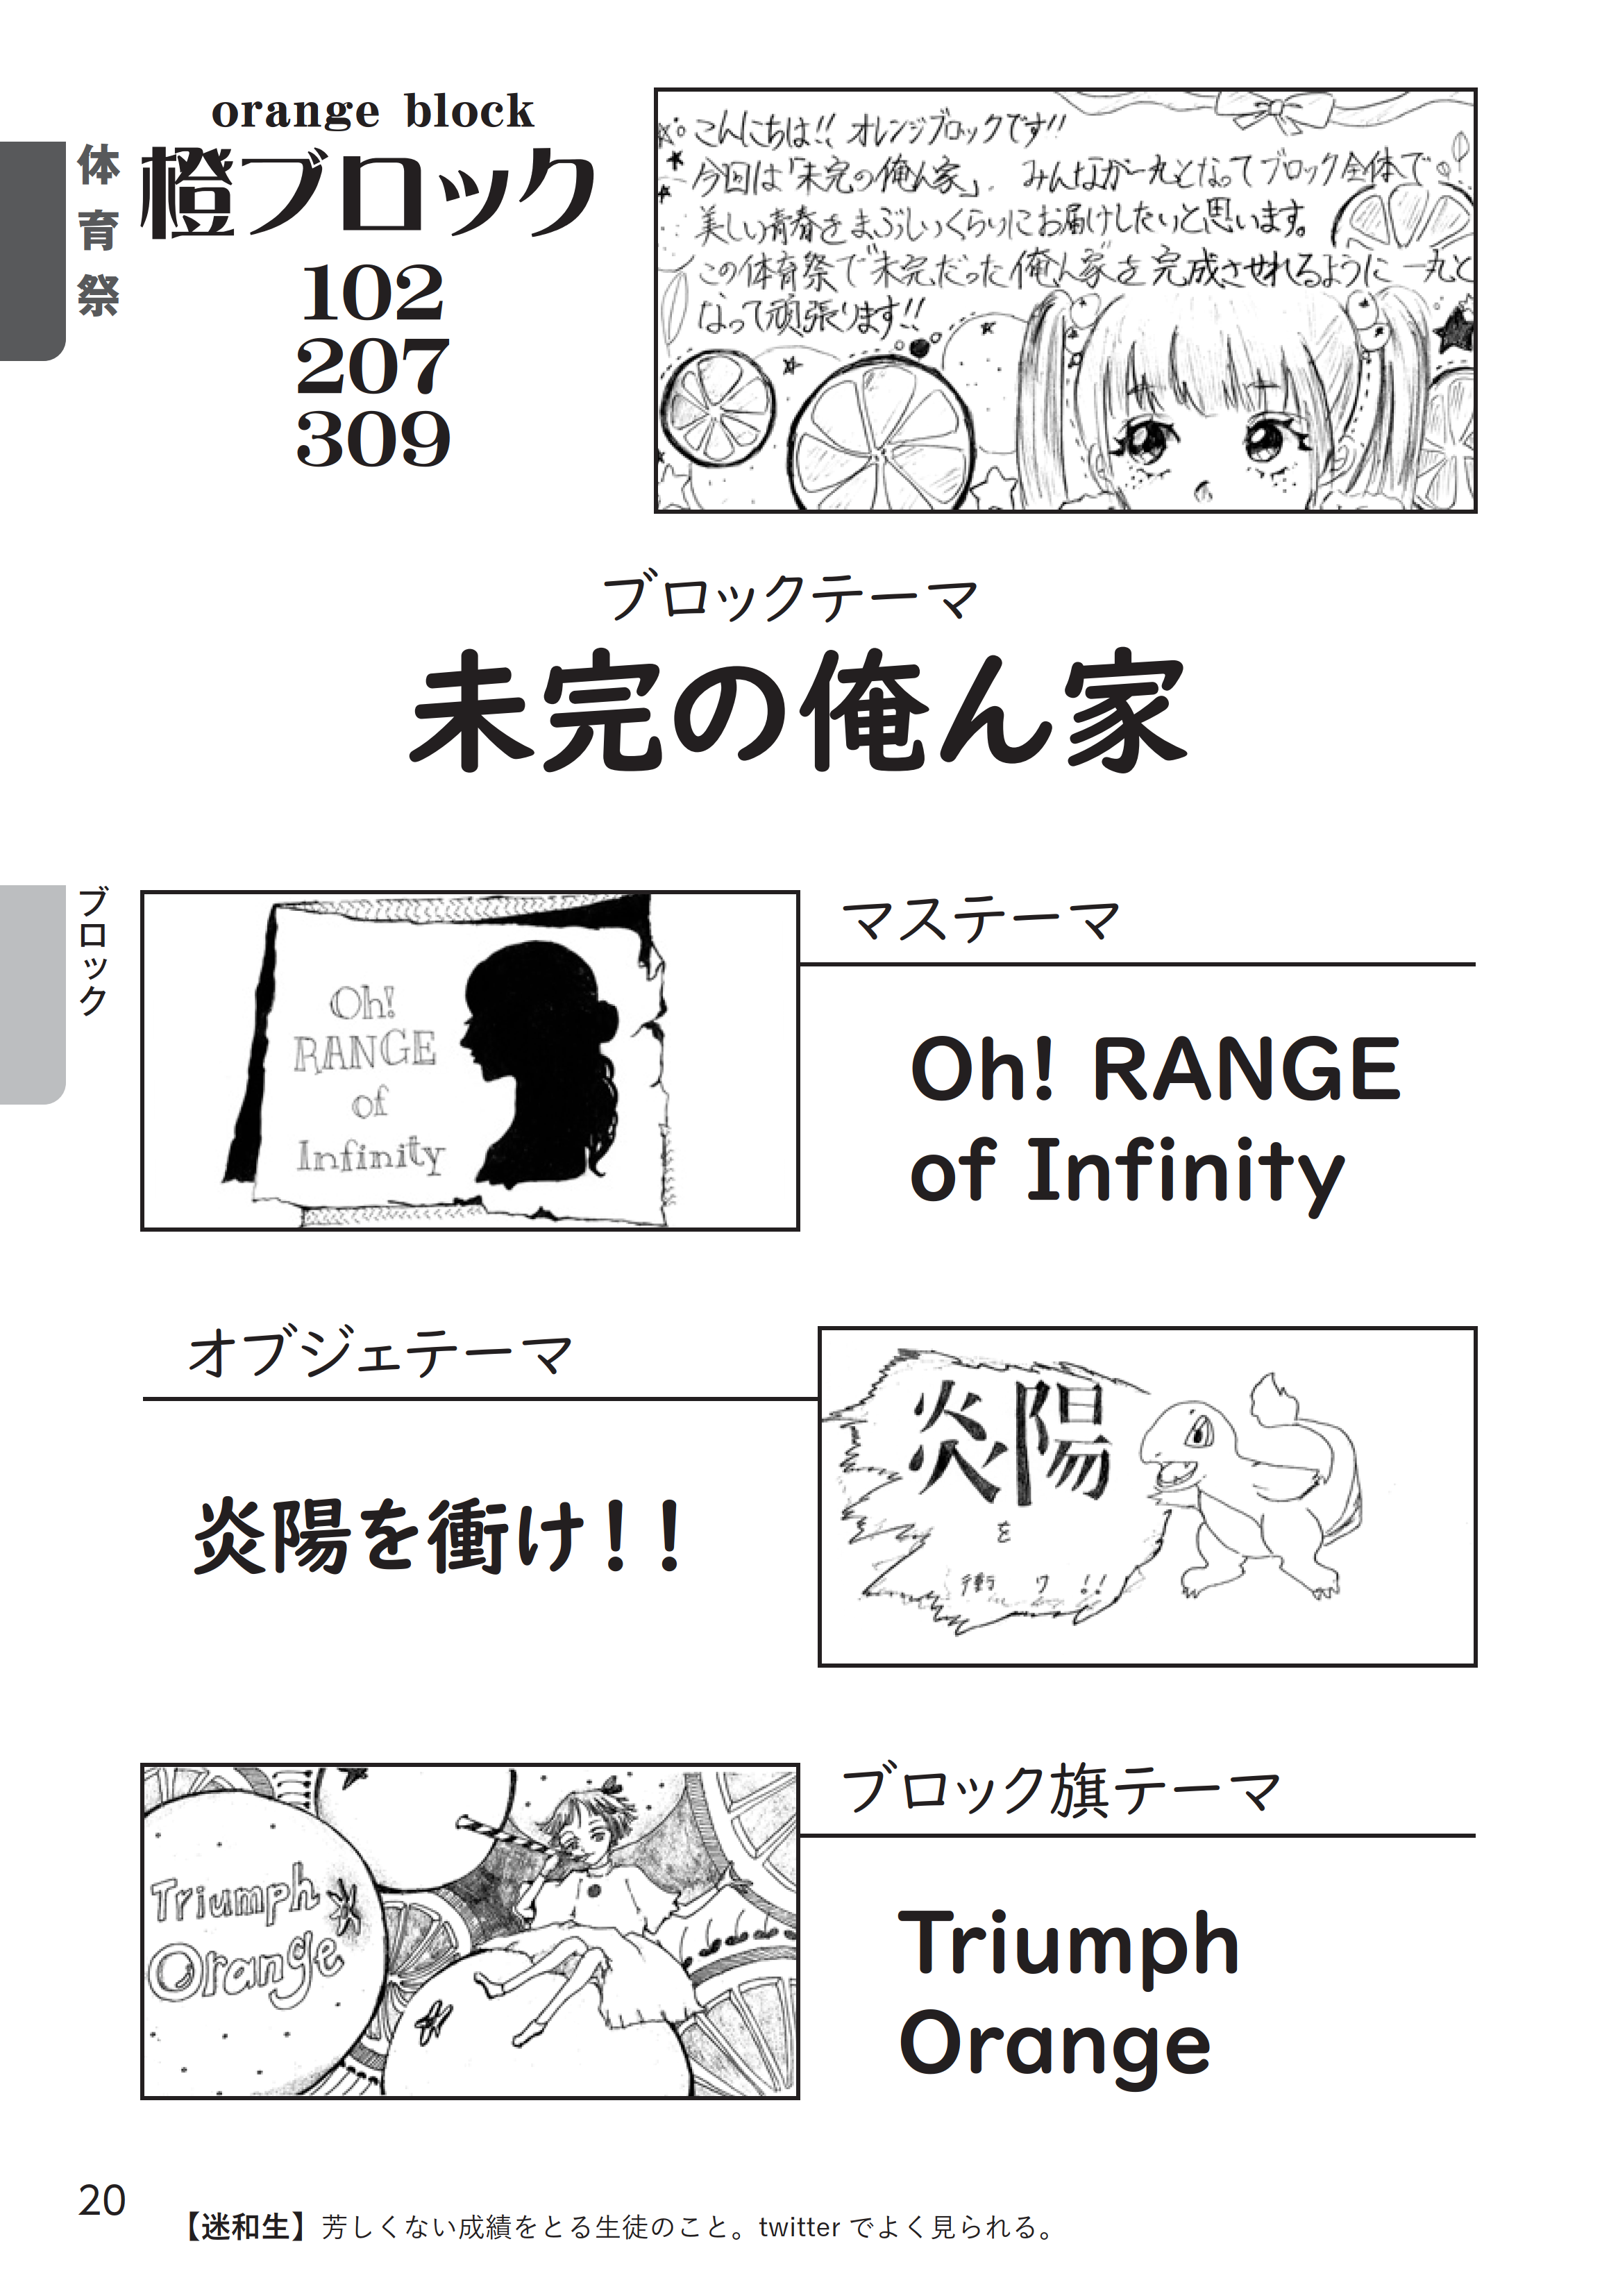 体育祭
orange block
橙ブロック
102
207
309
こんにちは!! オレンジブロックです!!
今回は「未完の俺ん家」. みんなが一丸となってブロック全体で
美しい青春をまぶしいくらいにお届けしたいと思います。
この体育祭で未完だった俺ん家を完成させれるように一丸と
なって頑張ります!!
ブロックテーマ
未完の俺ん家
ブロック
Oh!
RANGE
of
Infinity
マステーマ
Oh! RANGE
of Infinity
オブジェテーマ
炎陽を衝け！！
炎陽
を
衝ケ!!
Triumph
Orange
ブロック旗テーマ
Triumph
Orange
20
【迷和生】芳しくない成績をとる生徒のこと。twitter でよく見られる。